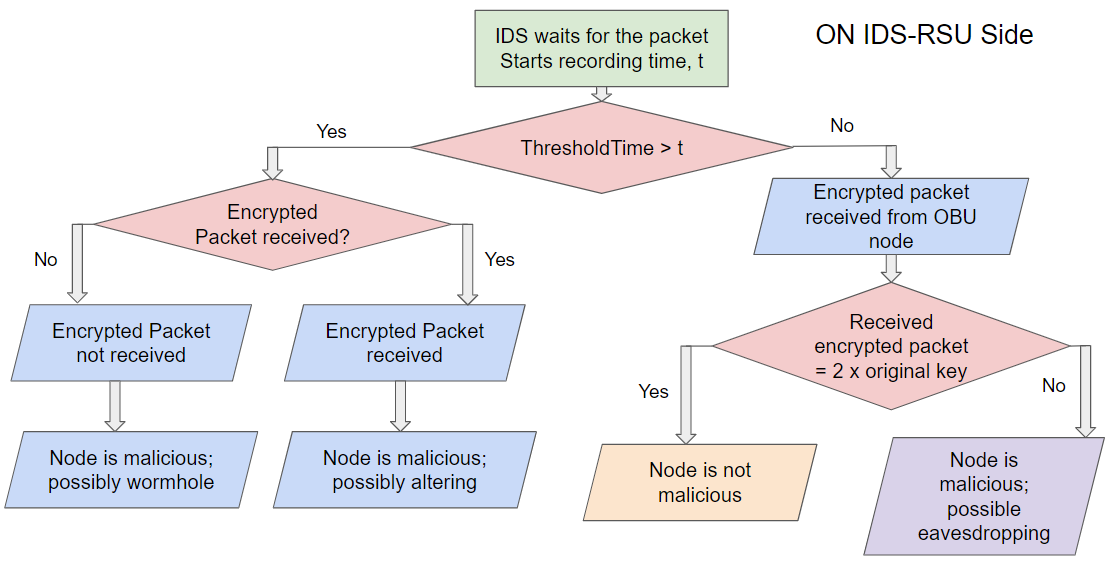 ON IDS-RSU Side
IDS waits for the packet
Starts recording time, t
Yes
No
ThresholdTime > t
Encrypted
Packet received?
Encrypted packet
received from OBU
node
No
Yes
Encrypted Packet
not received
Encrypted Packet
received
Received
encrypted packet
= 2 x original key
Yes
No
Node is malicious;
possibly wormhole
Node is malicious;
possibly altering
Node is not
malicious
Node is
malicious;
possible
eavesdropping